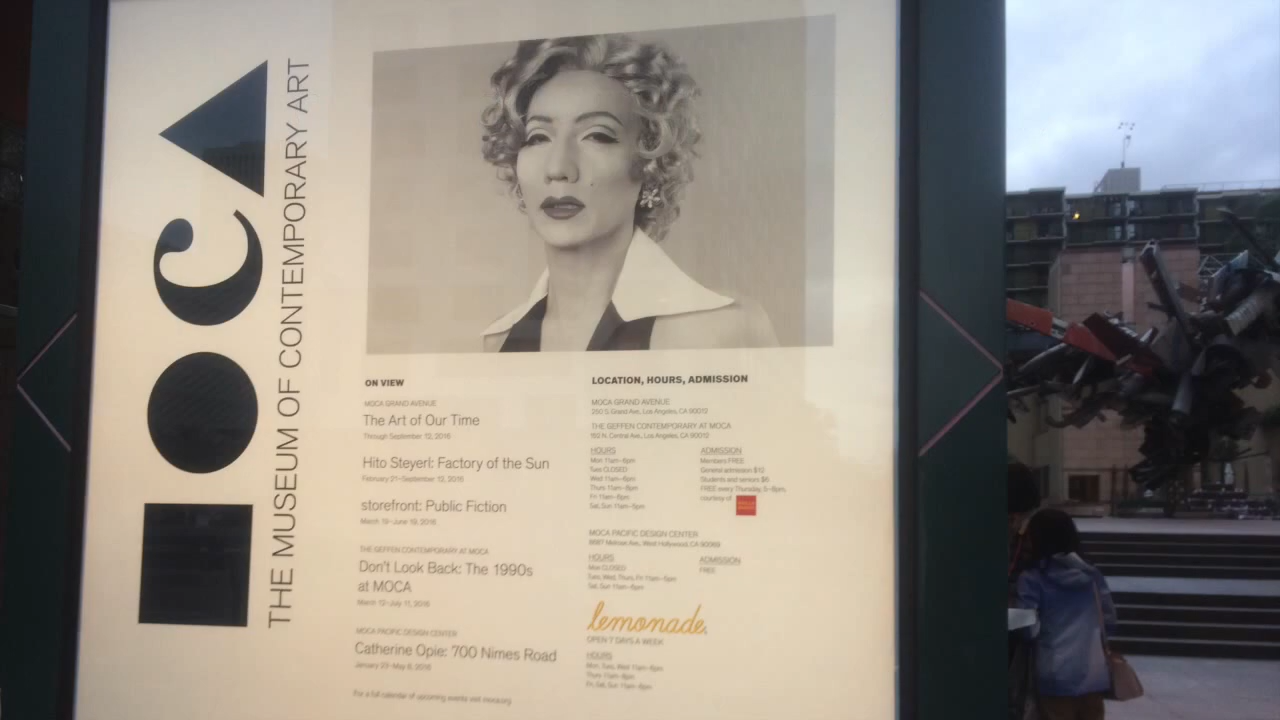 THE MUSEUM OF CONTEMPORARY ART
ON VIEW
MOCA GRAND AVENUE
The Art of Our Time
Through September 12, 2016
Hito Steyerl: Factory of the Sun
February 21–September 12, 2016
storefront: Public Fiction
March 19–June 19, 2016
THE GEFFEN CONTEMPORARY AT MOCA
Don't Look Back: The 1990s
at MOCA
March 12–July 11, 2016
MOCA PACIFIC DESIGN CENTER
Catherine Opie: 700 Nimes Road
January 23–May 8, 2016
For a full calendar of upcoming events visit moca.org
LOCATION, HOURS, ADMISSION
MOCA GRAND AVENUE
250 S. Grand Ave, Los Angeles, CA 90012
THE GEFFEN CONTEMPORARY AT MOCA
152 N. Central Ave, Los Angeles, CA 90012
HOURS
Mon 11am–6pm
Tues CLOSED
Wed 11am–6pm
Thurs 11am–8pm
Fri 11am–6pm
Sat, Sun 11am–5pm
ADMISSION
Members FREE
General admission $12
Students and seniors $5
FREE every Thursday, 5–8pm,
courtesy of
MOCA PACIFIC DESIGN CENTER
8687 Melrose Ave, West Hollywood, CA 90069
HOURS
Mon CLOSED
Tues, Wed, Thurs, Fri 11am–5pm
Sat, Sun 11am–6pm
ADMISSION
FREE
lemonade
OPEN 7 DAYS A WEEK
HOURS
Mon, Tues, Wed 11am–6pm
Thurs 11am–8pm
Fri, Sat, Sun 11am–6pm